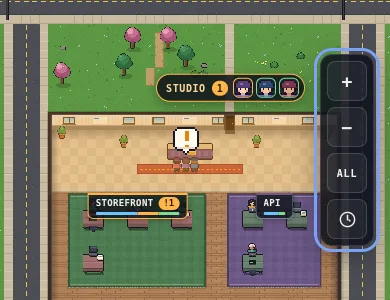 STUDIO 1
+
−
ALL
STOREFRONT !1
API
!